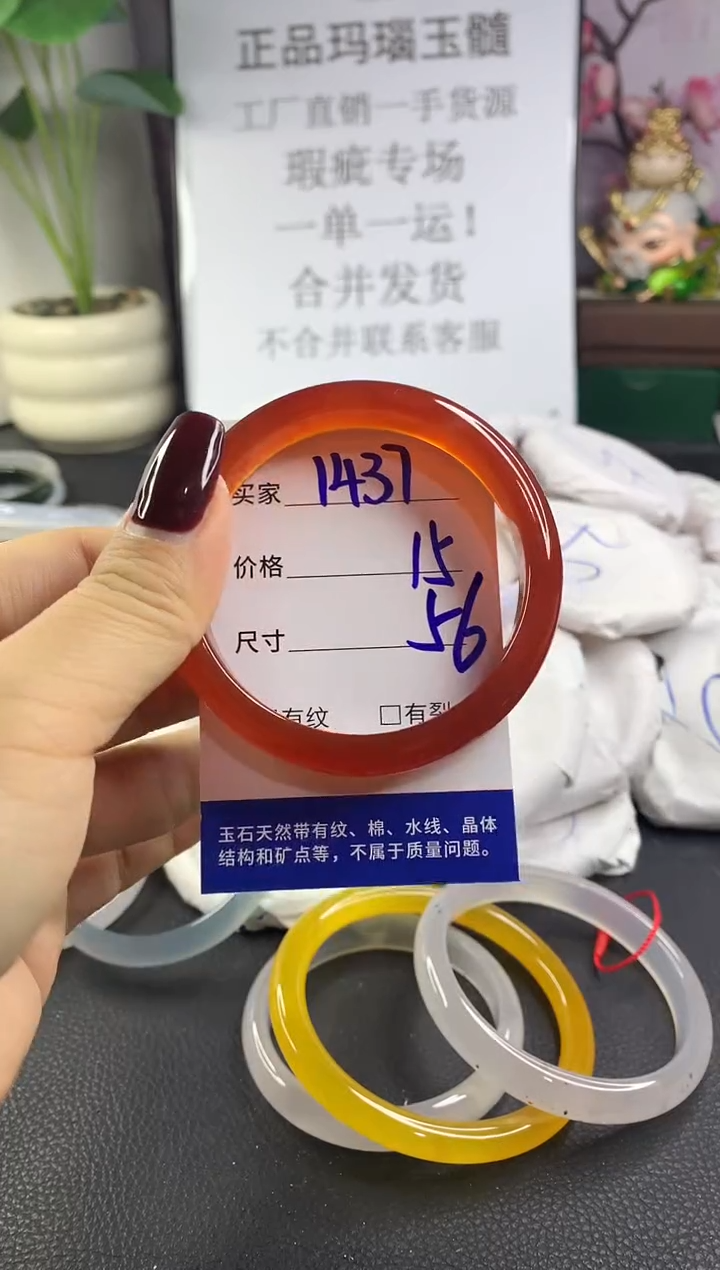 正品玛瑙玉髓
工厂直销一手货源
瑕疵专场
一单一运！
合并发货
不合并联系客服
买家 1437
价格 15
尺寸 56
有纹 □有裂
玉石天然带有纹、棉、水线、晶体
结构和矿点等，不属于质量问题。